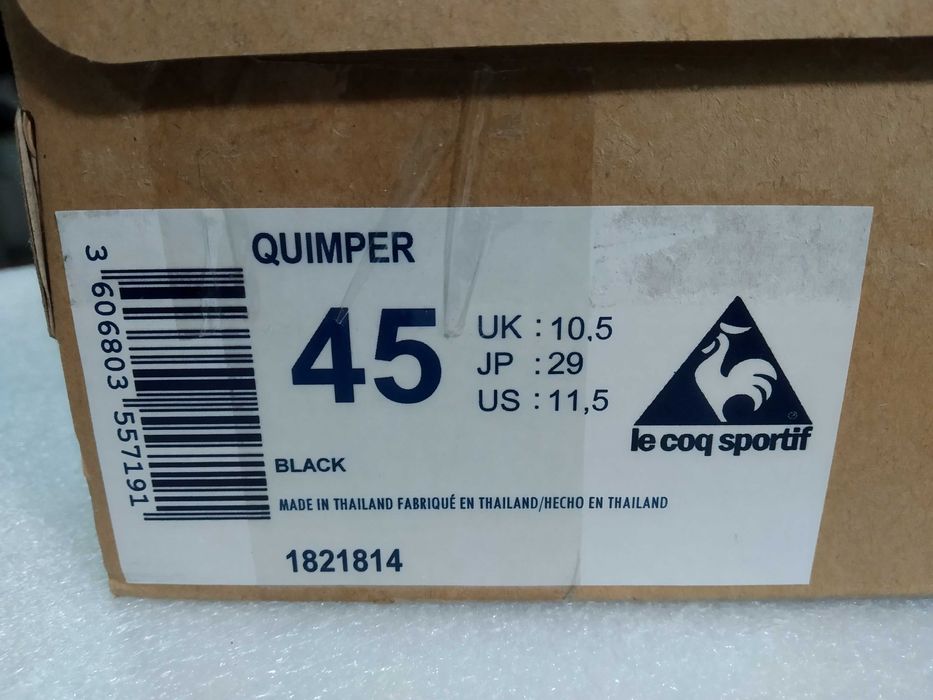 QUIMPER
3 606803 557191
45
UK : 10,5
JP : 29
US : 11,5
le coq sportif
BLACK
MADE IN THAILAND FABRIQUÉ EN THAILAND/HECHO EN THAILAND
1821814